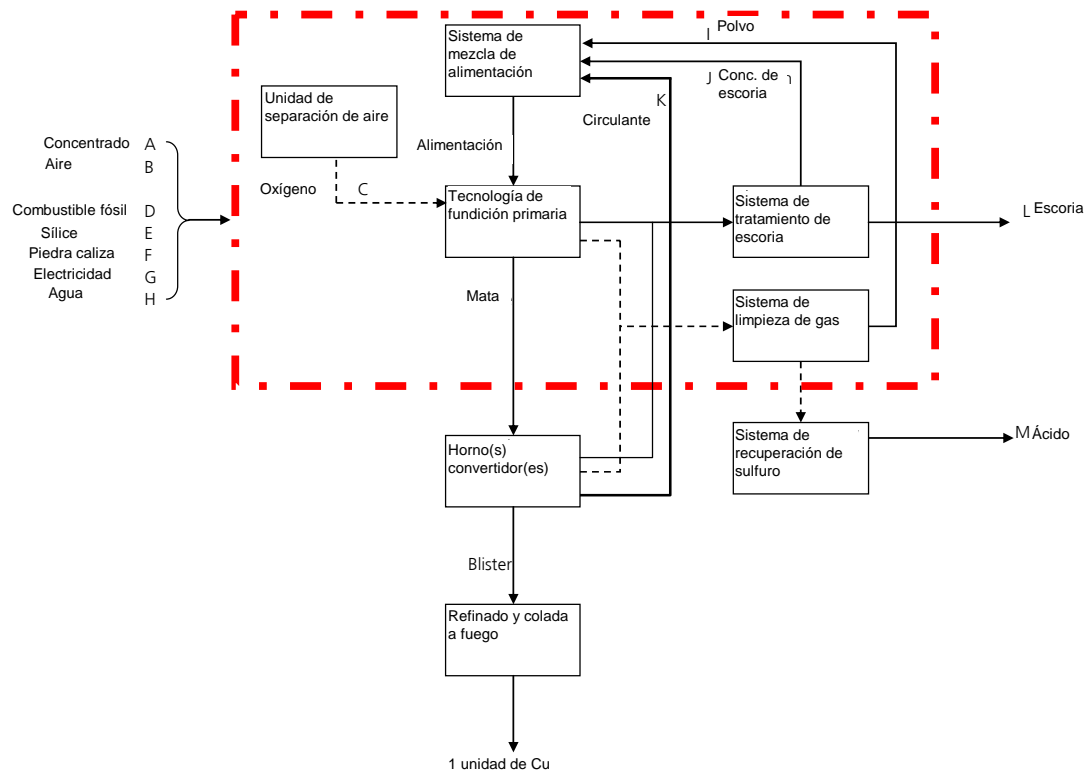 Polvo
I
Sistema de
mezcla de
alimentación
J
Conc. de
escoria
K
Circulante
Unidad de
separación de aire
Concentrado A
Aire B
Alimentación
Oxígeno C
Tecnología de
fundición primaria
Sistema de
tratamiento de
escoria
Combustible fósil D
Sílice E
Piedra caliza F
Electricidad G
Agua H
L Escoria
Mata
Sistema de
limpieza de gas
Horno(s)
convertidor(es)
Sistema de
recuperación de
sulfuro
M Ácido
Blister
Refinado y colada
a fuego
1 unidad de Cu